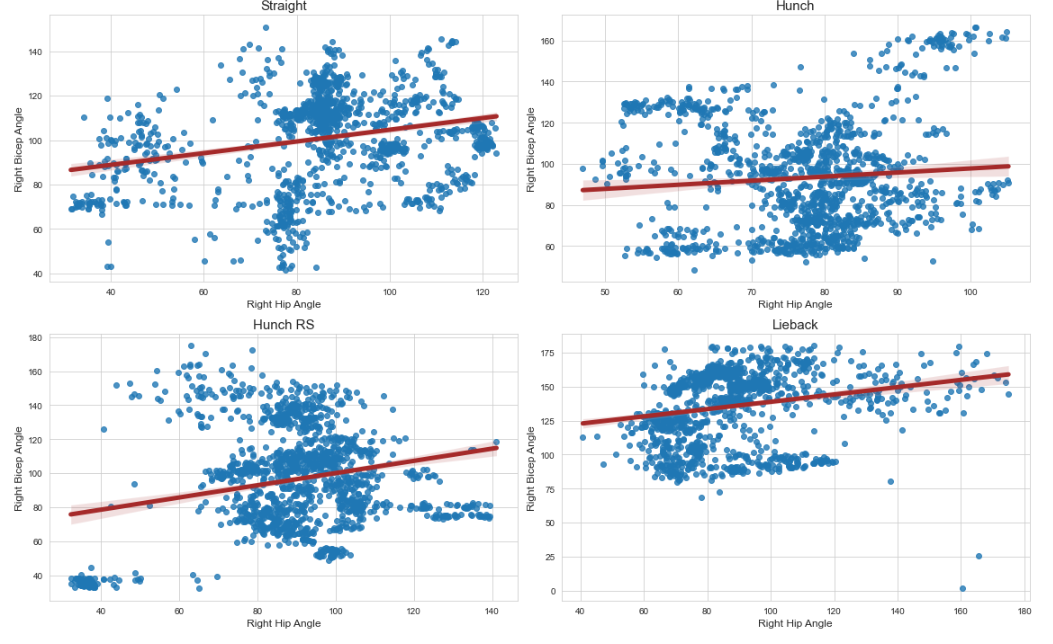 Straight
140
120
100
80
60
40
Right Bicep Angle
40 60 80 100 120
Right Hip Angle
Hunch
160
140
120
100
80
60
Right Bicep Angle
50 60 70 80 90 100
Right Hip Angle
Hunch RS
180
160
140
120
100
80
60
40
Right Bicep Angle
40 60 80 100 120 140
Right Hip Angle
Lieback
175
150
125
100
75
50
25
0
Right Bicep Angle
40 60 80 100 120 140 160 180
Right Hip Angle